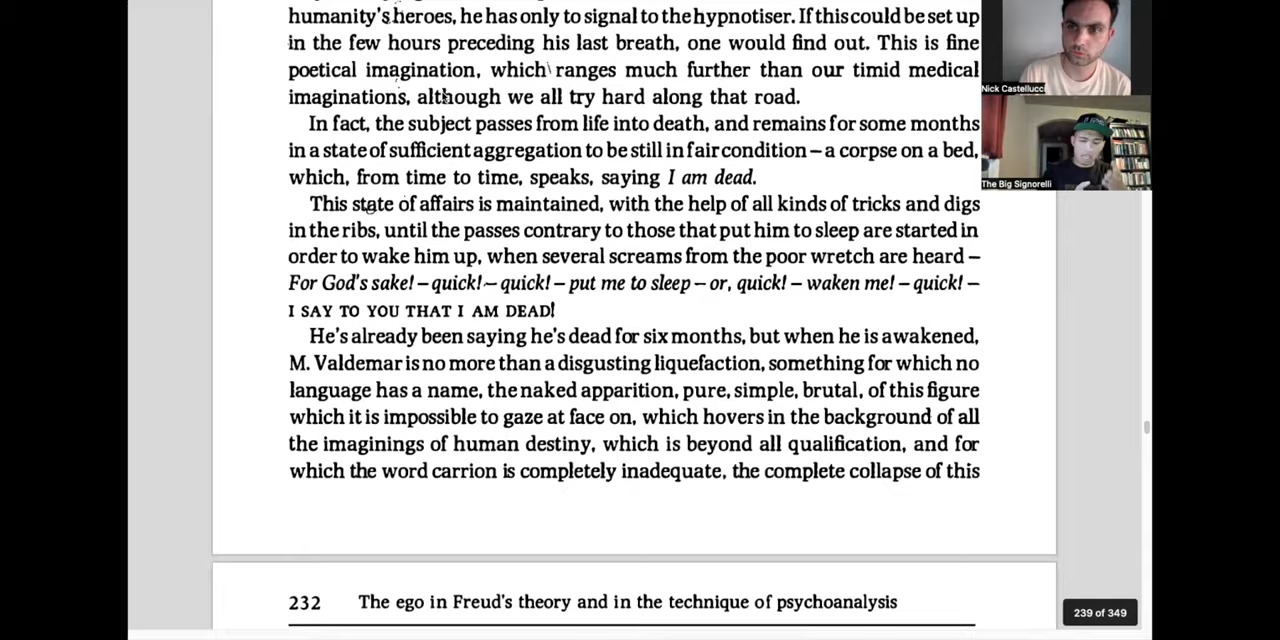 humanity's heroes, he has only to signal to the hypnotiser. If this could be set up
in the few hours preceding his last breath, one would find out. This is fine
poetical imagination, which ranges much further than our timid medical
imaginations, although we all try hard along that road.
In fact, the subject passes from life into death, and remains for some months
in a state of sufficient aggregation to be still in fair condition – a corpse on a bed,
which, from time to time, speaks, saying I am dead.
This state of affairs is maintained, with the help of all kinds of tricks and digs
in the ribs, until the passes contrary to those that put him to sleep are started in
order to wake him up, when several screams from the poor wretch are heard –
For God's sake! – quick! – quick! – put me to sleep – or, quick! – waken me! – quick! –
I SAY TO YOU THAT I AM DEAD!
He's already been saying he's dead for six months, but when he is awakened,
M. Valdemar is no more than a disgusting liquefaction, something for which no
language has a name, the naked apparition, pure, simple, brutal, of this figure
which it is impossible to gaze at face on, which hovers in the background of all
the imaginings of human destiny, which is beyond all qualification, and for
which the word carrion is completely inadequate, the complete collapse of this
232 The ego in Freud's theory and in the technique of psychoanalysis
Nick Castellucci
The Big Signorelli
239 of 349